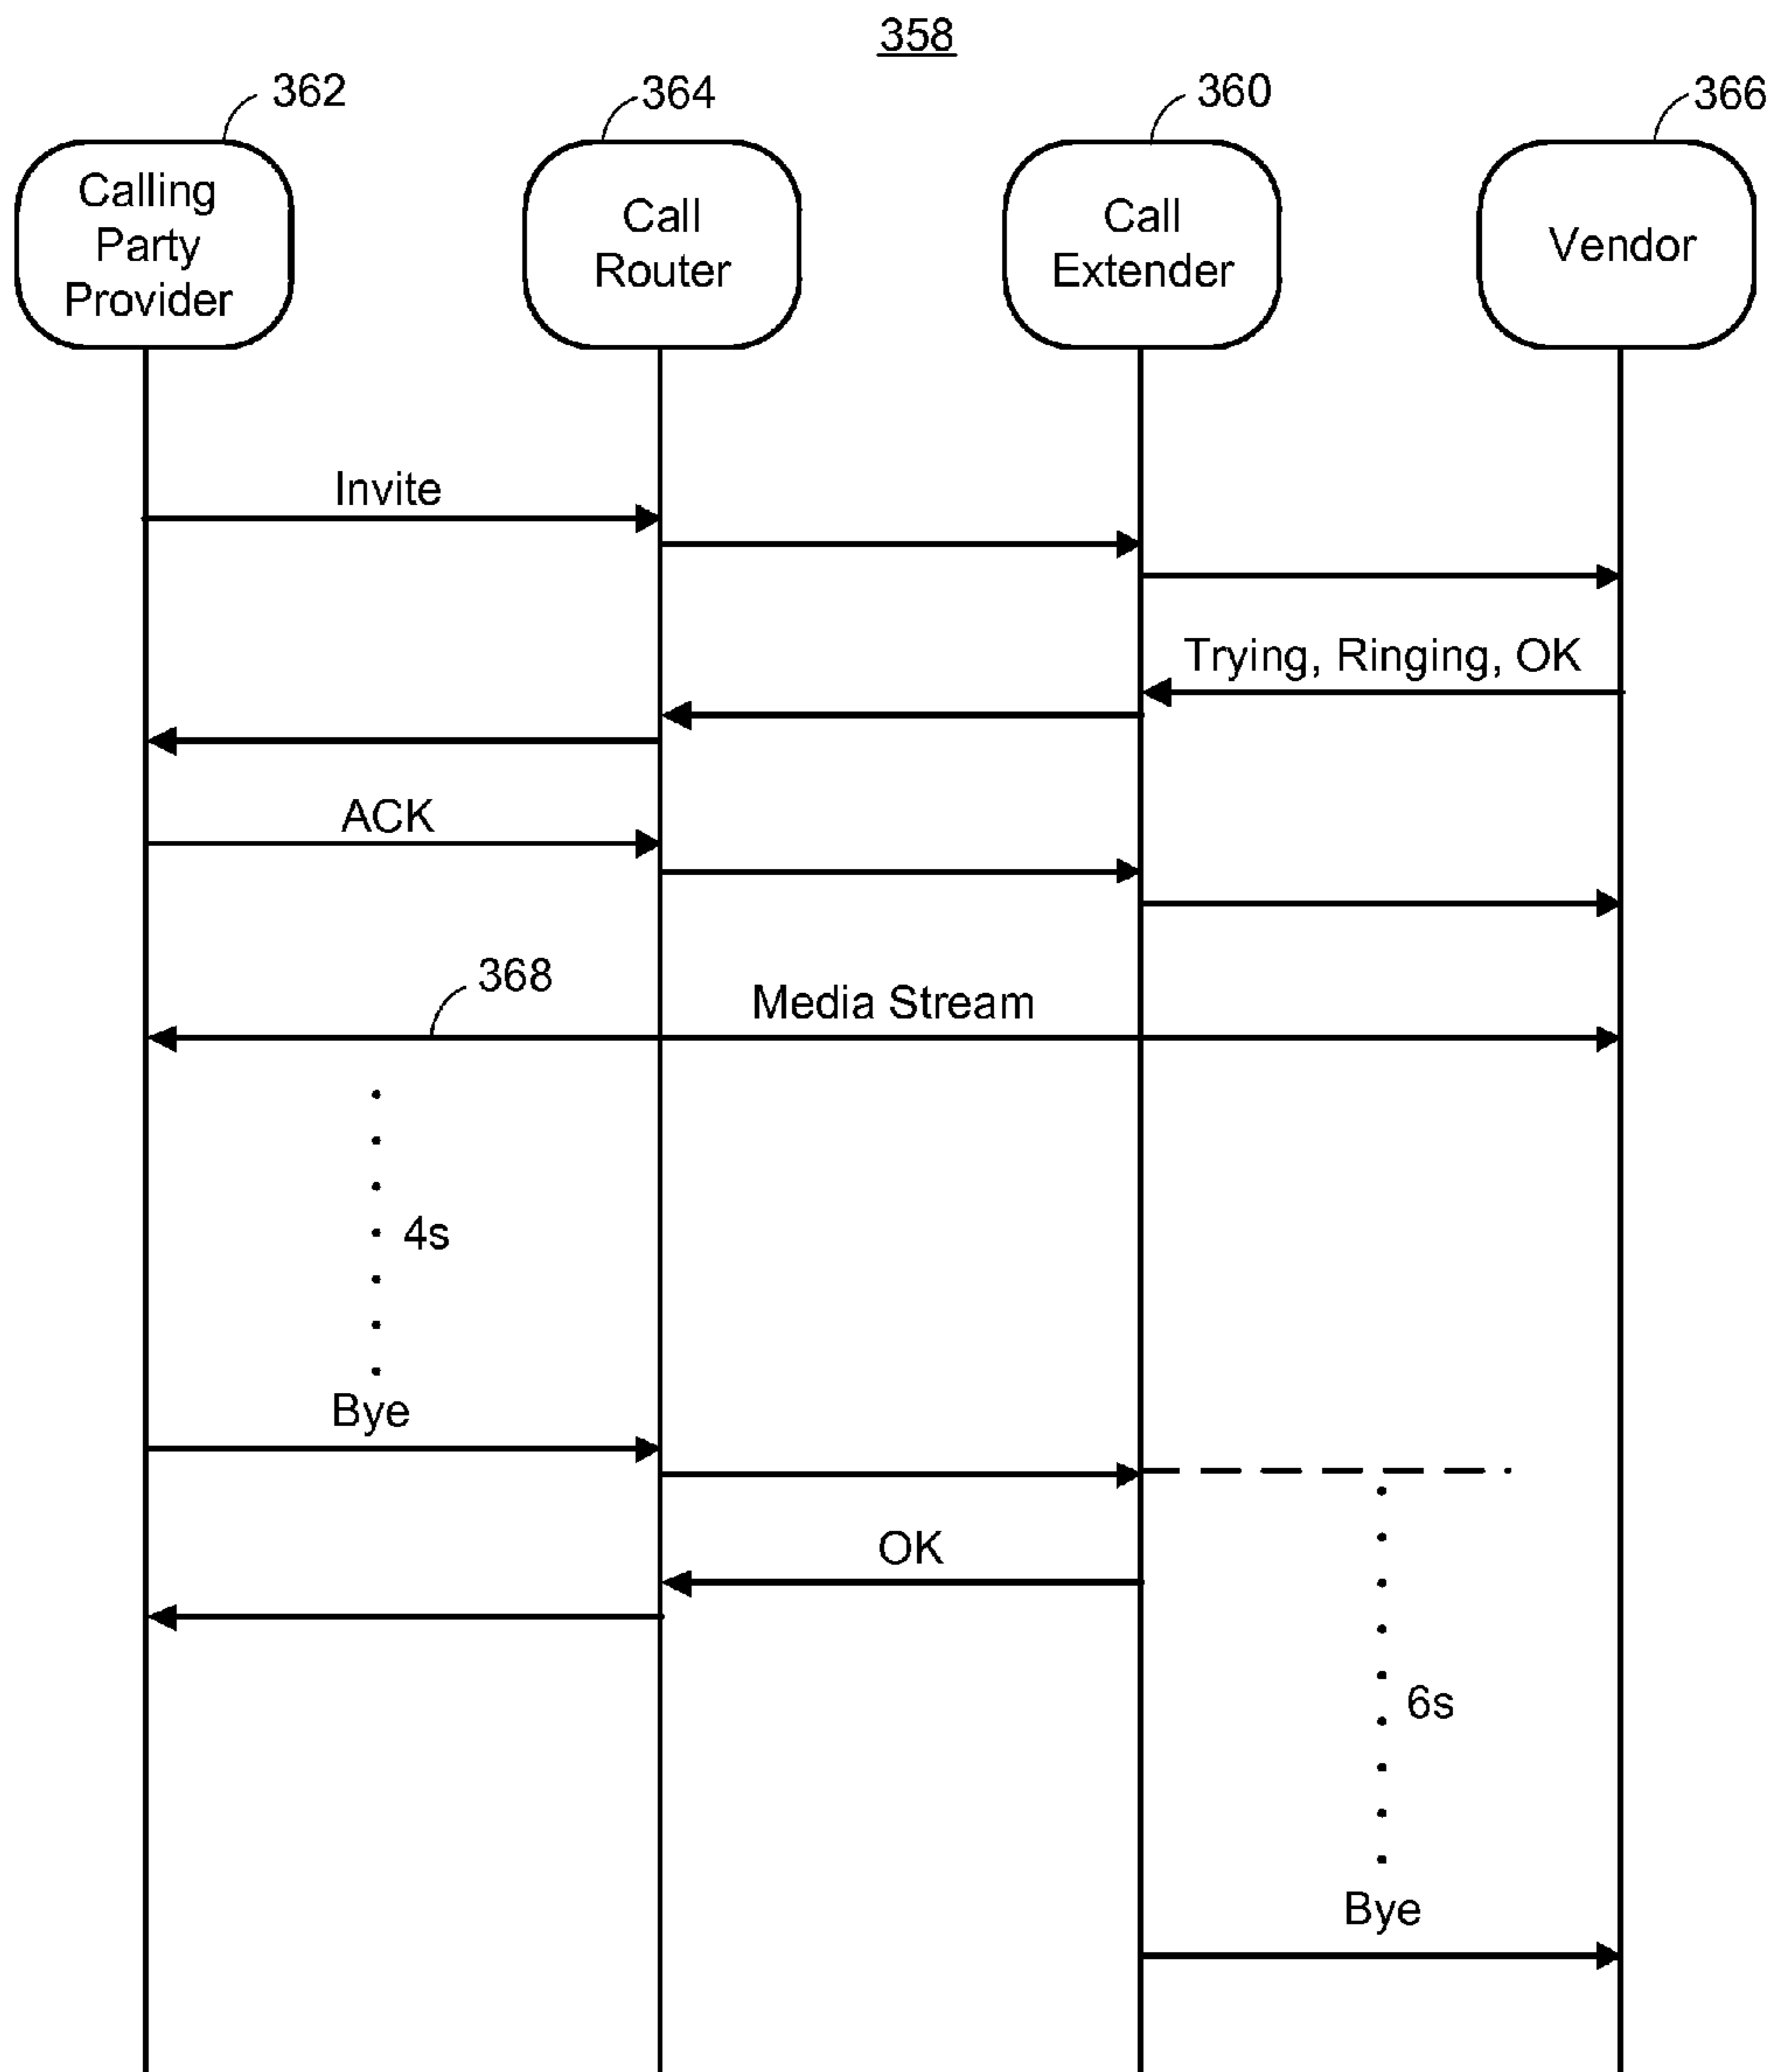 358
362
364
360
366
Calling
Party
Provider
Call
Router
Call
Extender
Vendor
Invite
Trying, Ringing, OK
ACK
368
Media Stream
4s
Bye
OK
6s
Bye